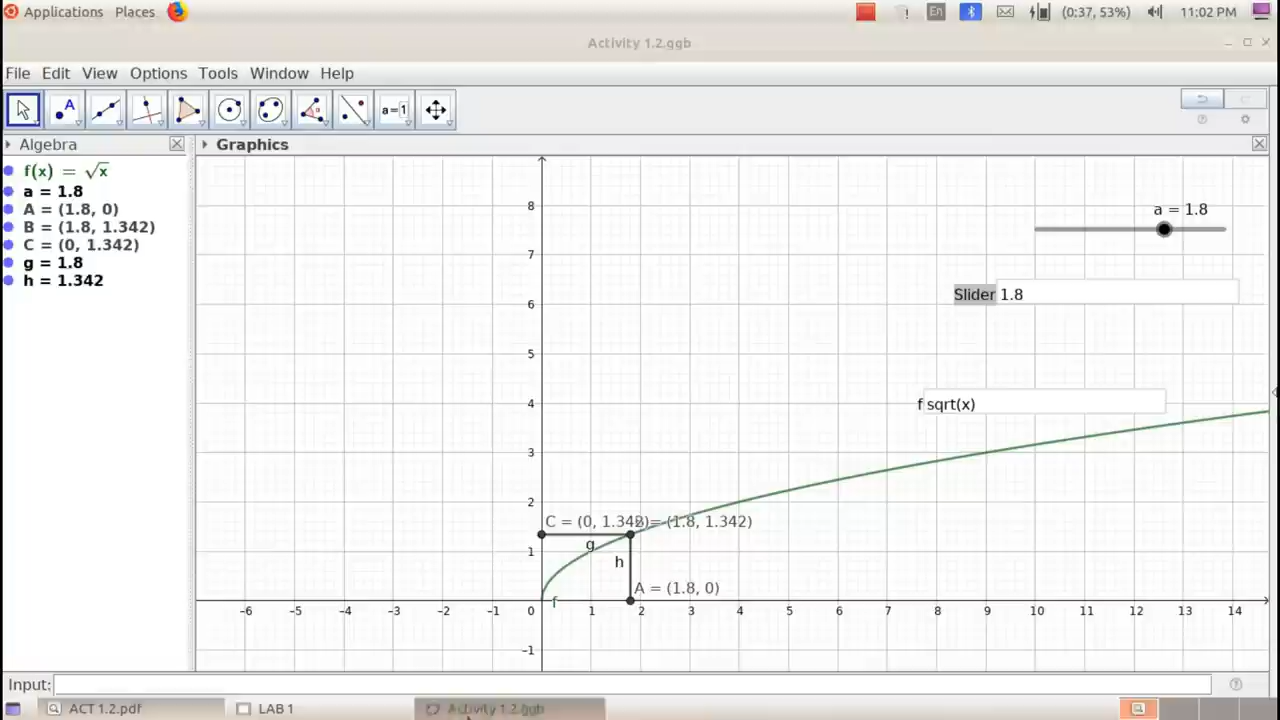 Applications Places En (0:37, 53%) 11:02 PM
Activity 1.2.ggb
File Edit View Options Tools Window Help
A a=1
Algebra
f(x) = √x
a = 1.8
A = (1.8, 0)
B = (1.8, 1.342)
C = (0, 1.342)
g = 1.8
h = 1.342
Graphics
a = 1.8
Slider 1.8
f sqrt(x)
8
7
6
5
4
3
2
1
-1
C = (0, 1.342) = (1.8, 1.342)
g
h
A = (1.8, 0)
f
-6 -5 -4 -3 -2 -1 0 1 2 3 4 5 6 7 8 9 10 11 12 13 14
Input:
ACT 1.2.pdf LAB 1 Activity 1.2.ggb